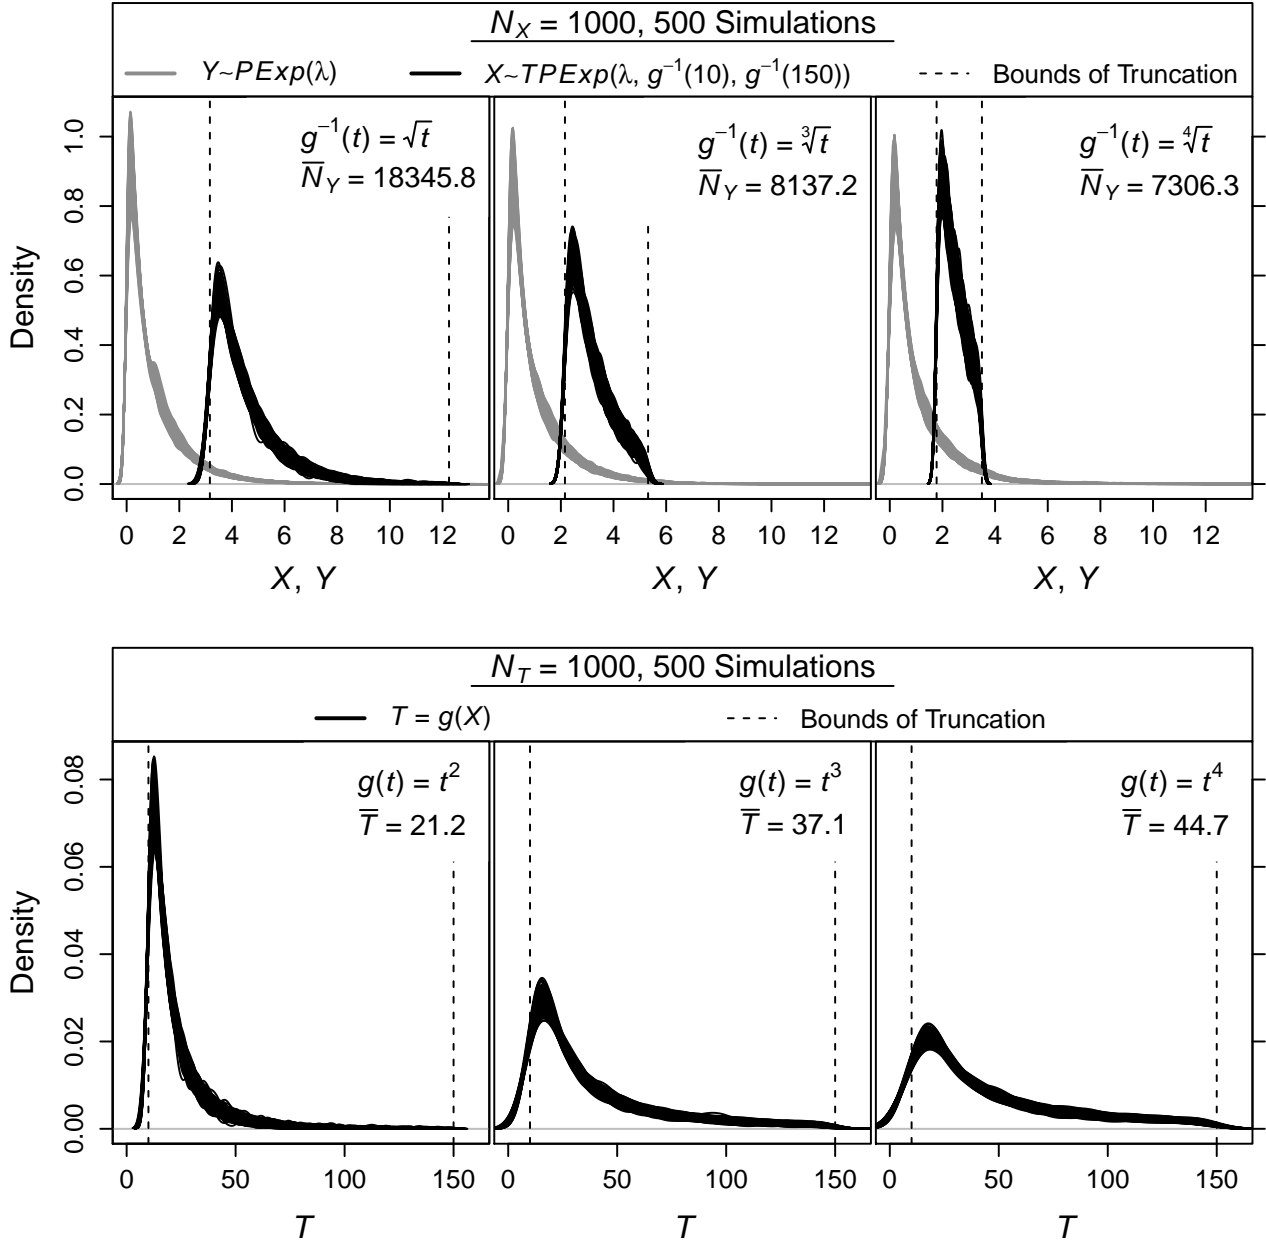 N_X = 1000, 500 Simulations
Y~PExp(λ) X~TPExp(λ, g⁻¹(10), g⁻¹(150)) Bounds of Truncation
g⁻¹(t) = √t
N̅_Y = 18345.8
g⁻¹(t) = ∛t
N̅_Y = 8137.2
g⁻¹(t) = ∜t
N̅_Y = 7306.3
Density
0.0 0.2 0.4 0.6 0.8 1.0
0 2 4 6 8 10 12
0 2 4 6 8 10 12
0 2 4 6 8 10 12
X, Y
X, Y
X, Y
N_T = 1000, 500 Simulations
T = g(X) Bounds of Truncation
g(t) = t²
T̅ = 21.2
g(t) = t³
T̅ = 37.1
g(t) = t⁴
T̅ = 44.7
Density
0.00 0.02 0.04 0.06 0.08
0 50 100 150
0 50 100 150
0 50 100 150
T
T
T